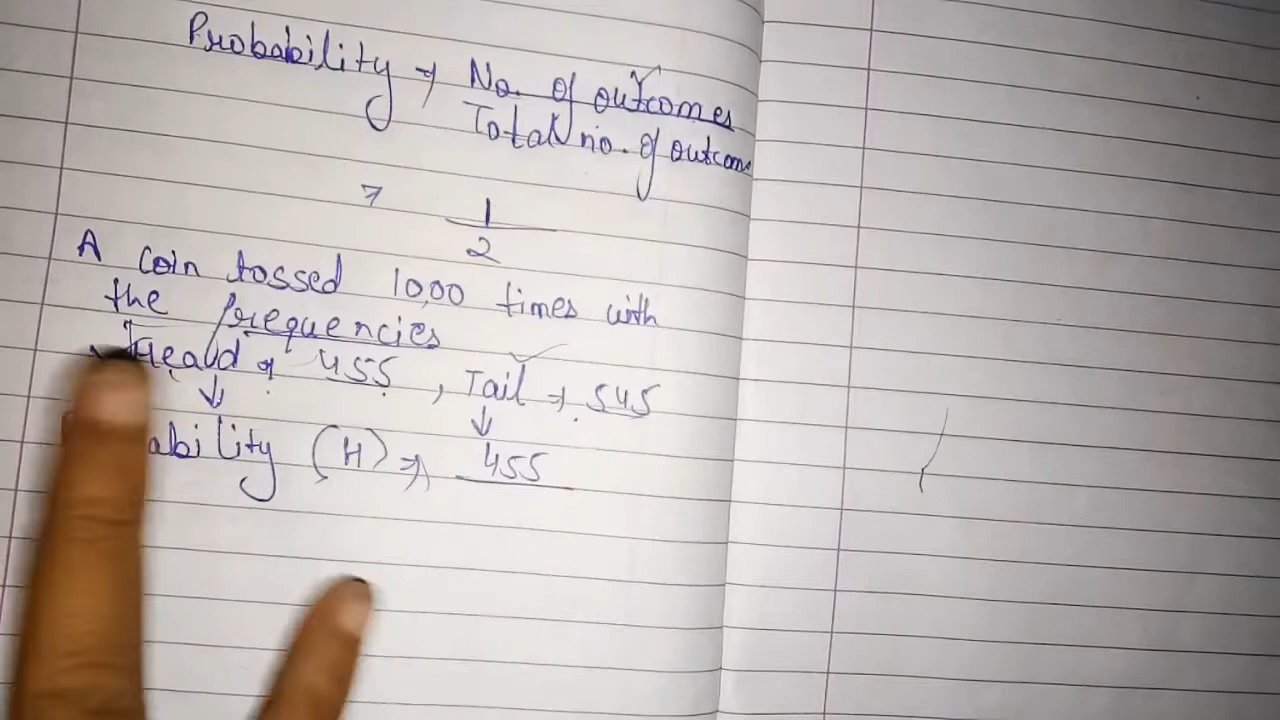 Probability → No. of outcomes
Total no. of outcom
→ 1
2
A coin tossed 1000 times with
the frequencies
Head → 455, Tail → 545
ability (H) → 455